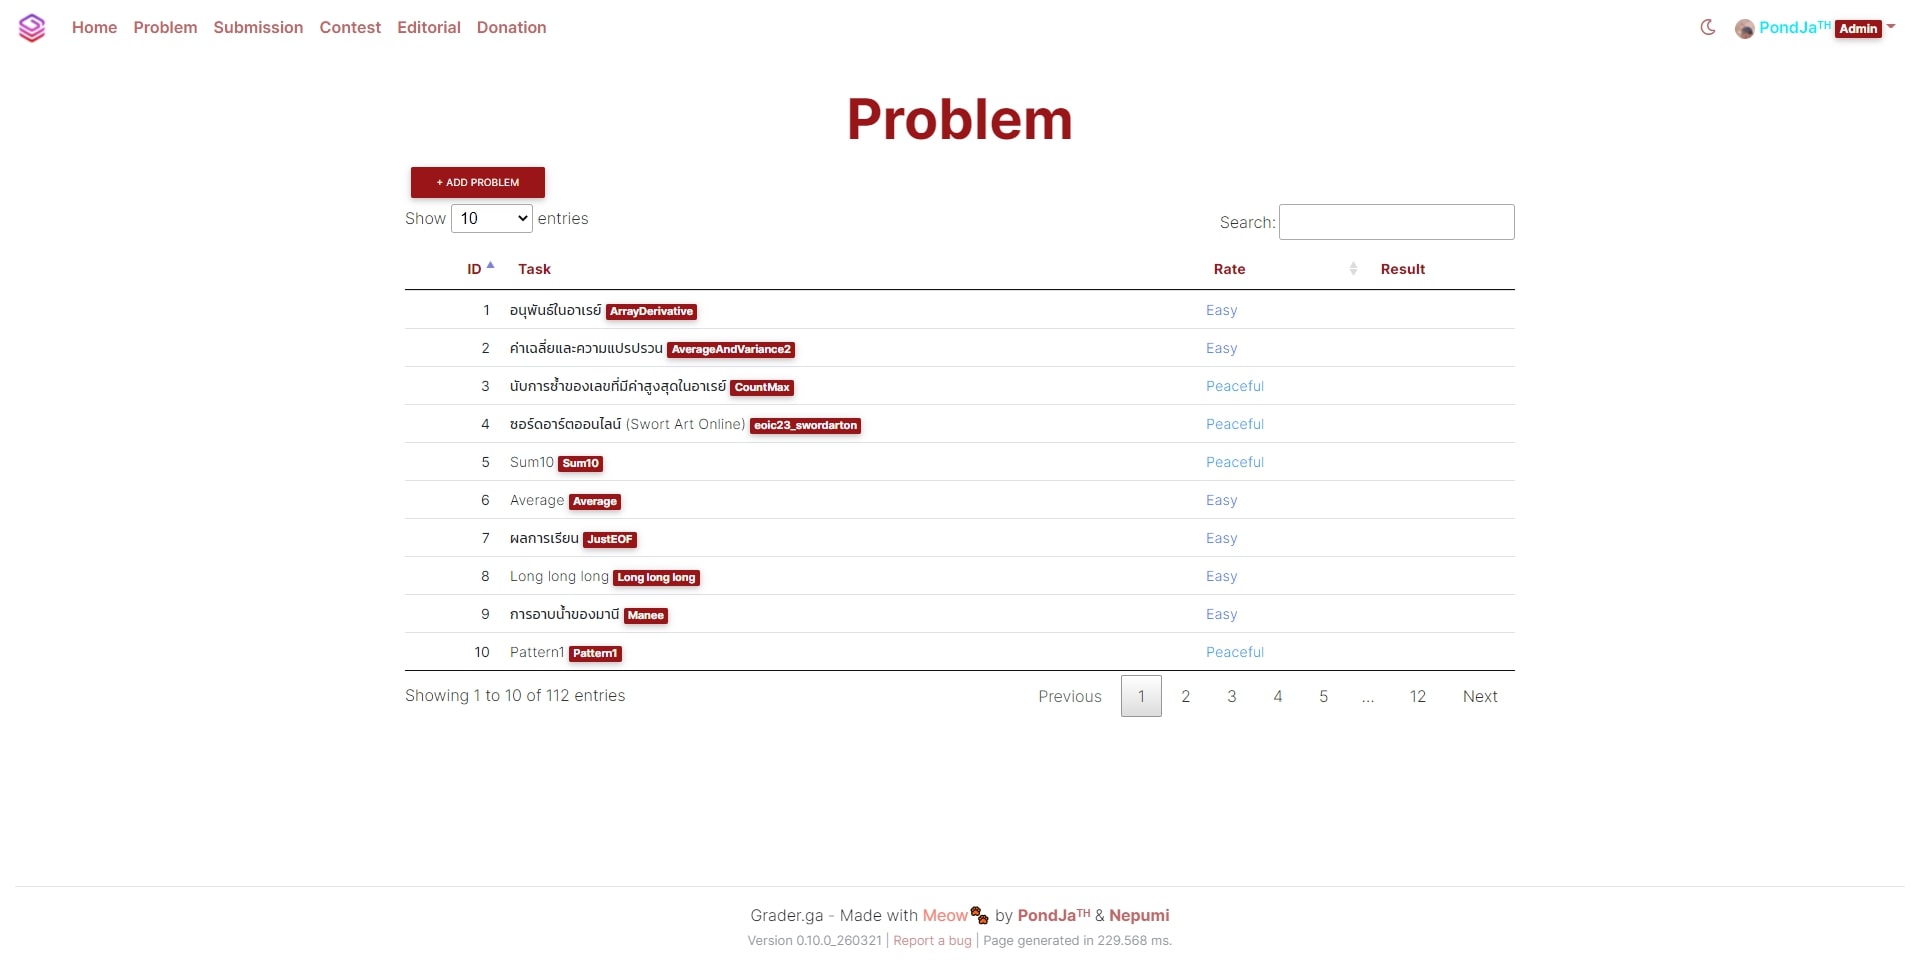 Home Problem Submission Contest Editorial Donation PondJaᵀᴴ Admin
Problem
+ ADD PROBLEM
Show 10 entries Search:
ID Task Rate Result
1 อนุพันธ์ในอาเรย์ ArrayDerivative Easy
2 ค่าเฉลี่ยและความแปรปรวน AverageAndVariance2 Easy
3 นับการซ้ำของเลขที่มีค่าสูงสุดในอาเรย์ CountMax Peaceful
4 ซอร์ดอาร์ตออนไลน์ (Swort Art Online) eoic23_swordarton Peaceful
5 Sum10 Sum10 Peaceful
6 Average Average Easy
7 ผลการเรียน JustEOF Easy
8 Long long long Long long long Easy
9 การอาบน้ำของมานี Manee Easy
10 Pattern1 Pattern1 Peaceful
Showing 1 to 10 of 112 entries Previous 1 2 3 4 5 … 12 Next
Grader.ga - Made with Meow🐾 by PondJaᵀᴴ & Nepumi
Version 0.10.0_260321 | Report a bug | Page generated in 229.568 ms.